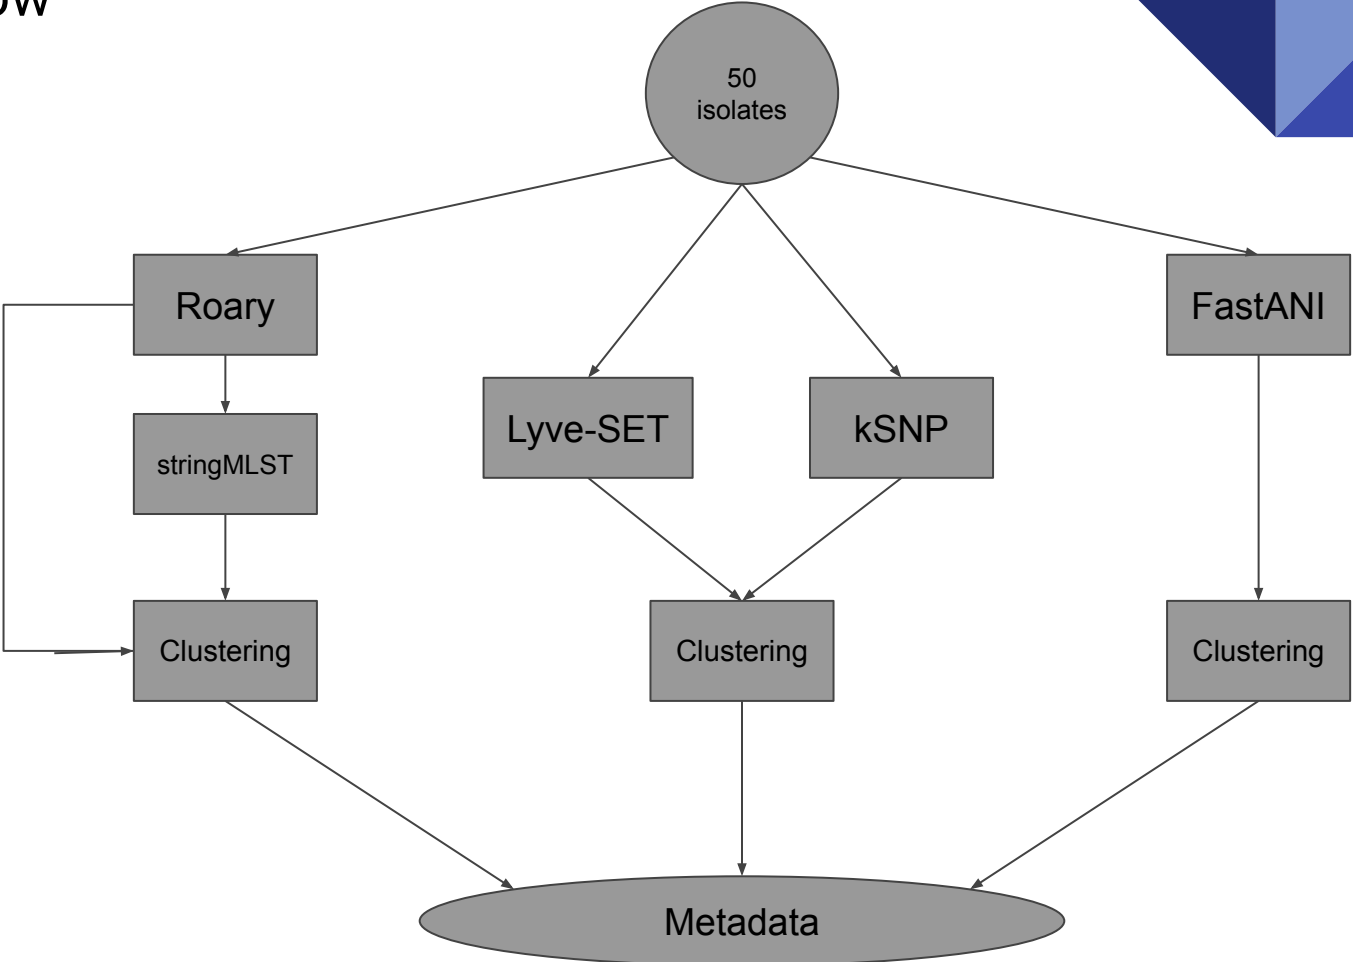 50
isolates
Roary
FastANI
Lyve-SET
kSNP
stringMLST
Clustering
Clustering
Clustering
Metadata